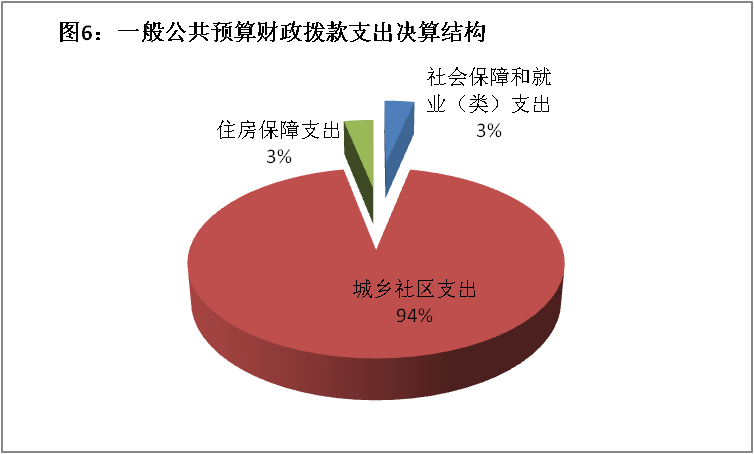 图6：一般公共预算财政拨款支出决算结构
社会保障和就
业（类）支出
3%
住房保障支出
3%
城乡社区支出
94%